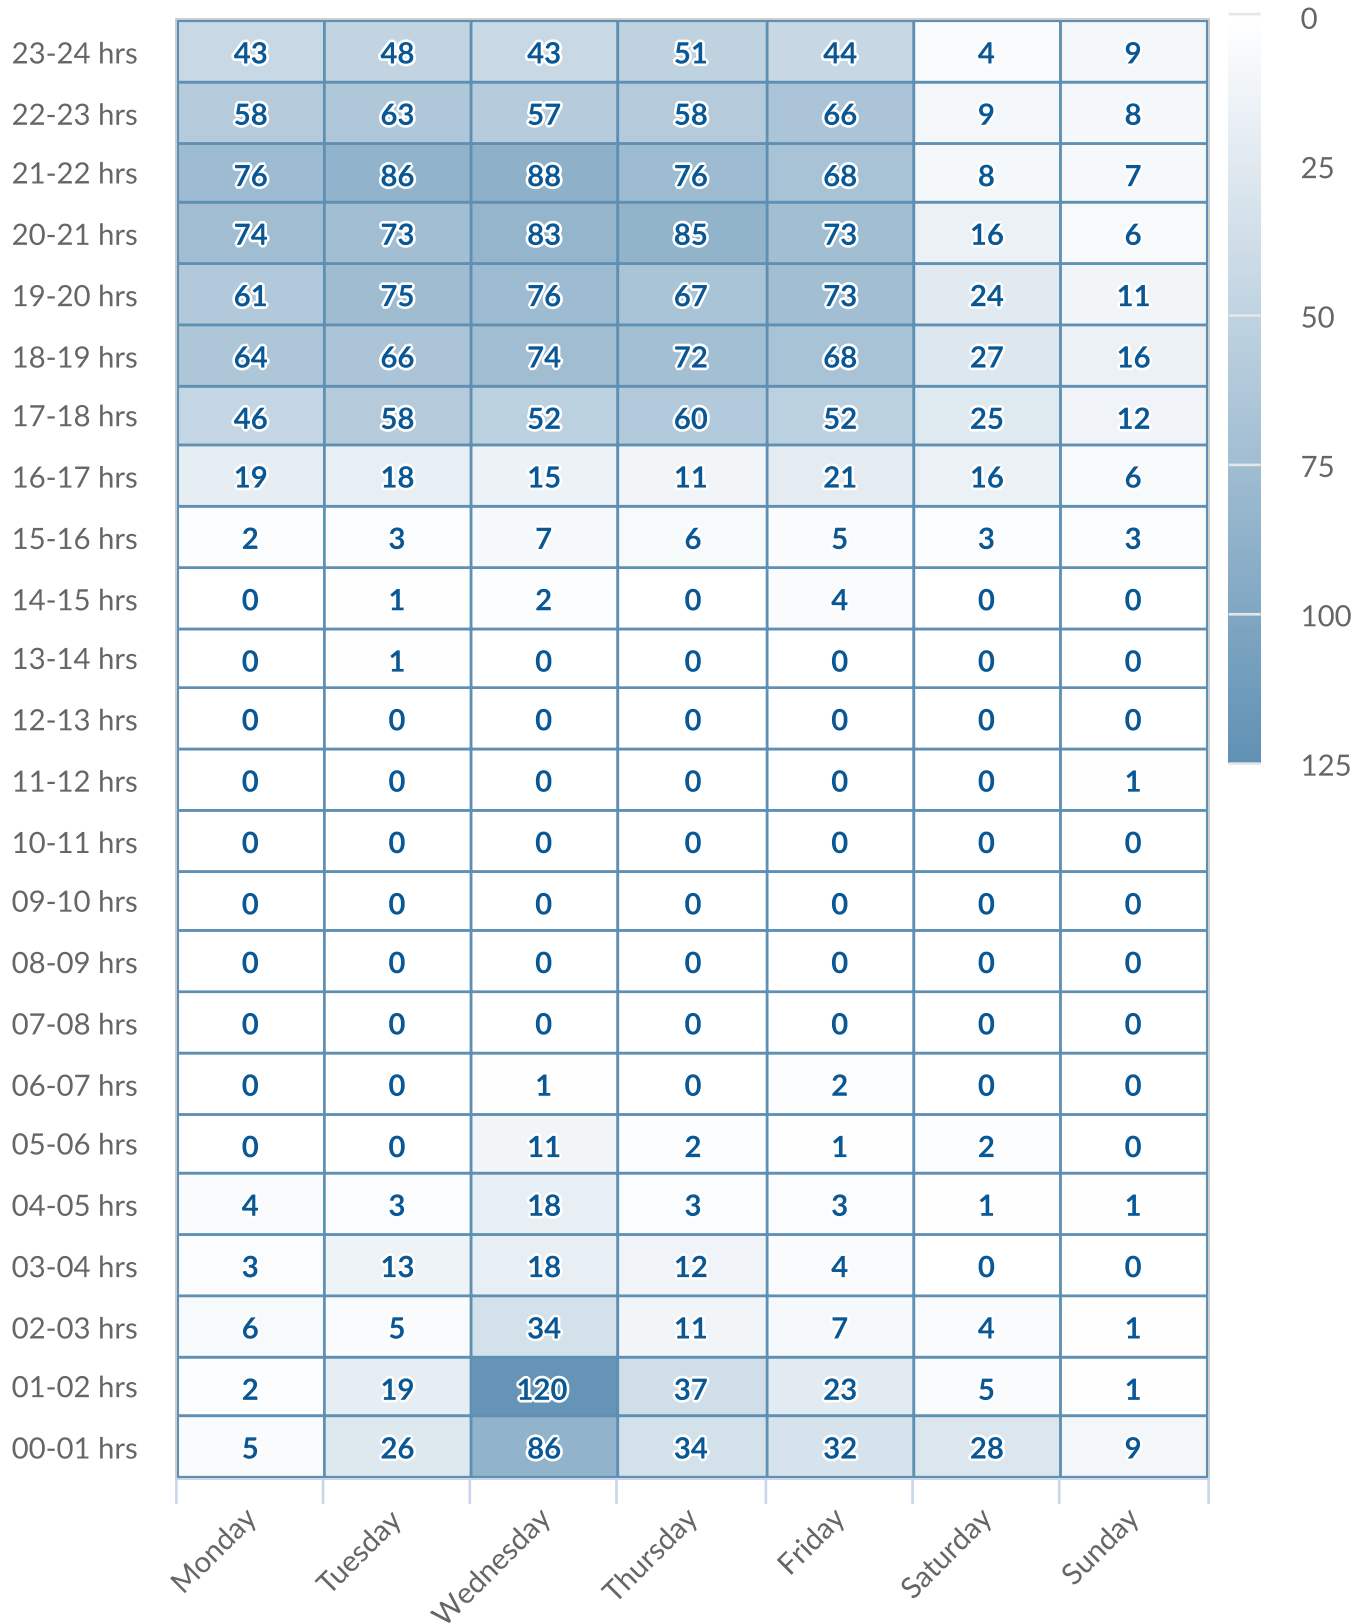 23-24 hrs 43 48 43 51 44 4 9
22-23 hrs 58 63 57 58 66 9 8
21-22 hrs 76 86 88 76 68 8 7
20-21 hrs 74 73 83 85 73 16 6
19-20 hrs 61 75 76 67 73 24 11
18-19 hrs 64 66 74 72 68 27 16
17-18 hrs 46 58 52 60 52 25 12
16-17 hrs 19 18 15 11 21 16 6
15-16 hrs 2 3 7 6 5 3 3
14-15 hrs 0 1 2 0 4 0 0
13-14 hrs 0 1 0 0 0 0 0
12-13 hrs 0 0 0 0 0 0 0
11-12 hrs 0 0 0 0 0 0 1
10-11 hrs 0 0 0 0 0 0 0
09-10 hrs 0 0 0 0 0 0 0
08-09 hrs 0 0 0 0 0 0 0
07-08 hrs 0 0 0 0 0 0 0
06-07 hrs 0 0 1 0 2 0 0
05-06 hrs 0 0 11 2 1 2 0
04-05 hrs 4 3 18 3 3 1 1
03-04 hrs 3 13 18 12 4 0 0
02-03 hrs 6 5 34 11 7 4 1
01-02 hrs 2 19 120 37 23 5 1
00-01 hrs 5 26 86 34 32 28 9
Monday Tuesday Wednesday Thursday Friday Saturday Sunday
0
25
50
75
100
125